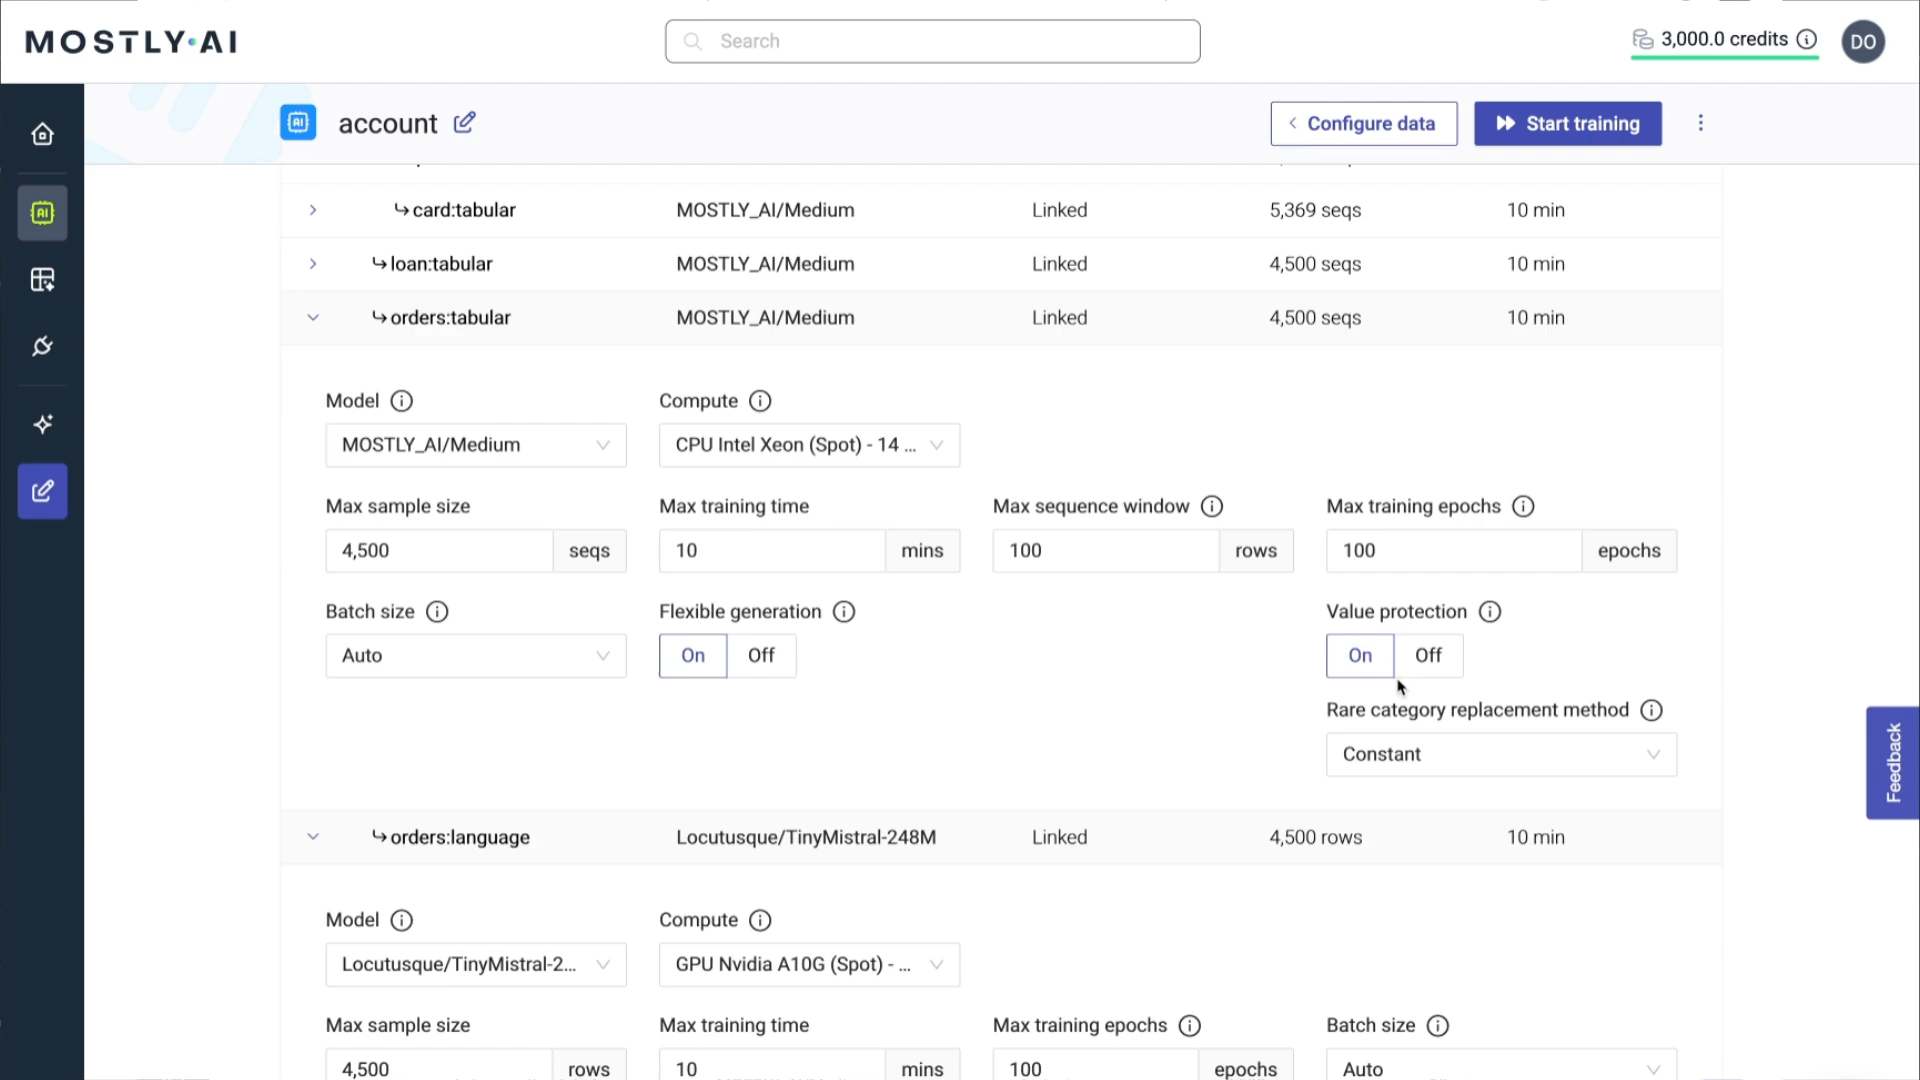 MOSTLY·AI
Search
3,000.0 credits
DO
AI
account
Configure data
Start training
card:tabular MOSTLY_AI/Medium Linked 5,369 seqs 10 min
loan:tabular MOSTLY_AI/Medium Linked 4,500 seqs 10 min
orders:tabular MOSTLY_AI/Medium Linked 4,500 seqs 10 min
Model Compute
MOSTLY_AI/Medium CPU Intel Xeon (Spot) - 14 ...
Max sample size Max training time Max sequence window Max training epochs
4,500 seqs 10 mins 100 rows 100 epochs
Batch size Flexible generation Value protection
Auto On Off On Off
Rare category replacement method
Constant
orders:language Locutusque/TinyMistral-248M Linked 4,500 rows 10 min
Model Compute
Locutusque/TinyMistral-2... GPU Nvidia A10G (Spot) - ...
Max sample size Max training time Max training epochs Batch size
4,500 rows 10 mins 100 epochs Auto
AI
Feedback